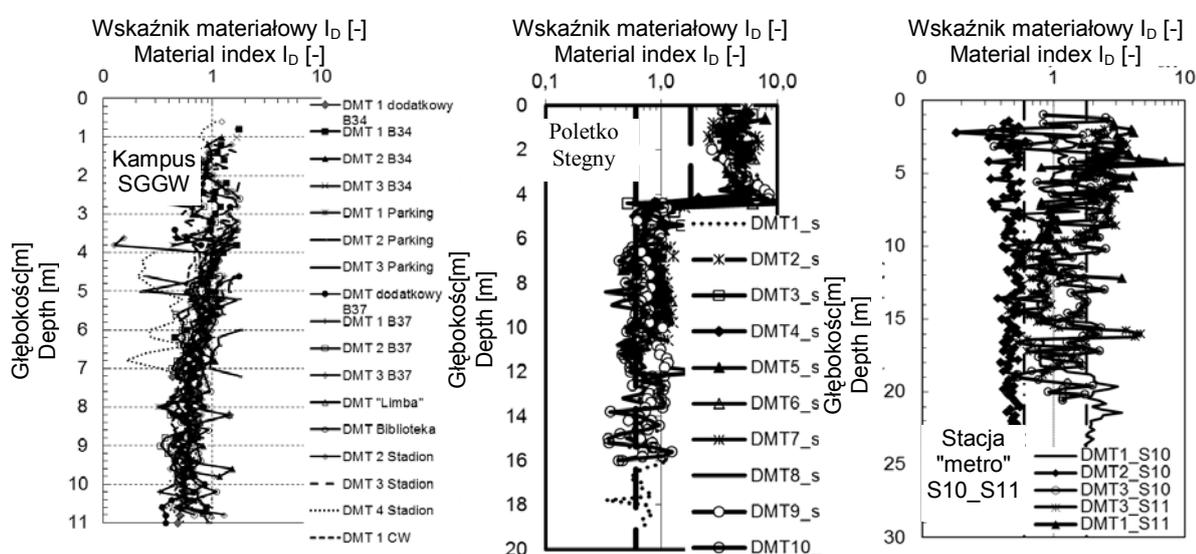 Wskaźnik materiałowy I_D [-]
Material index I_D [-]
0 1 10
0
1
2
3
4
5
6
7
8
9
10
11
Głębokośc[m]
Depth [m]
Kampus
SGGW
DMT 1 dodatkowy
B34
DMT 1 B34
DMT 2 B34
DMT 3 B34
DMT 1 Parking
DMT 2 Parking
DMT 3 Parking
DMT dodatkowy
B37
DMT 1 B37
DMT 2 B37
DMT 3 B37
DMT "Limba"
DMT Biblioteka
DMT 2 Stadion
DMT 3 Stadion
DMT 4 Stadion
DMT 1 CW
Wskaźnik materiałowy I_D [-]
Material index I_D [-]
0,1 1,0 10,0
0
2
4
6
8
10
12
14
16
18
20
Głębokośc[m]
Depth [m]
Poletko
Stegny
DMT1_s
DMT2_s
DMT3_s
DMT4_s
DMT5_s
DMT6_s
DMT7_s
DMT8_s
DMT9_s
DMT10
Wskaźnik materiałowy I_D [-]
Material index I_D [-]
0 1 10
0
5
10
15
20
25
30
Głębokośc[m]
Depth [m]
Stacja
"metro"
S10_S11
DMT1_S10
DMT2_S10
DMT3_S10
DMT3_S11
DMT1_S11